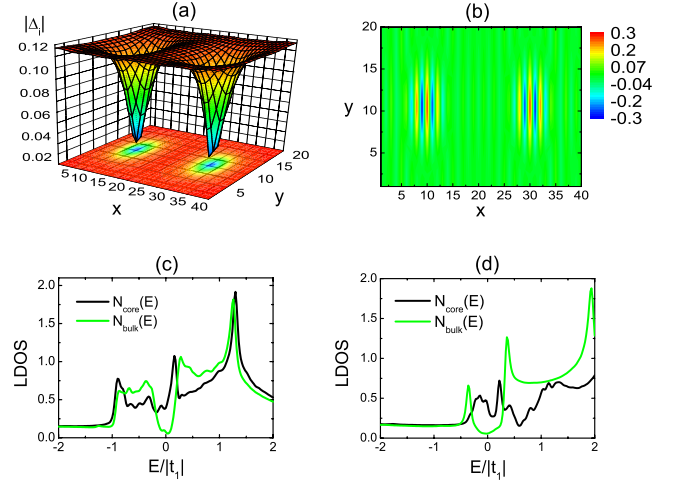 (a)
|Δi|
0.12
0.10
0.08
0.06
0.04
0.02
5 10 15 20 25 30 35 40
x
5 10 15 20
y
(b)
20
15
10
5
y
5 10 15 20 25 30 35 40
x
0.3
0.2
0.07
-0.04
-0.2
-0.3
(c)
2.0
1.5
1.0
0.5
0.0
LDOS
Ncore(E)
Nbulk(E)
-2 -1 0 1 2
E/|t1|
(d)
2.0
1.5
1.0
0.5
0.0
LDOS
Ncore(E)
Nbulk(E)
-2 -1 0 1 2
E/|t1|